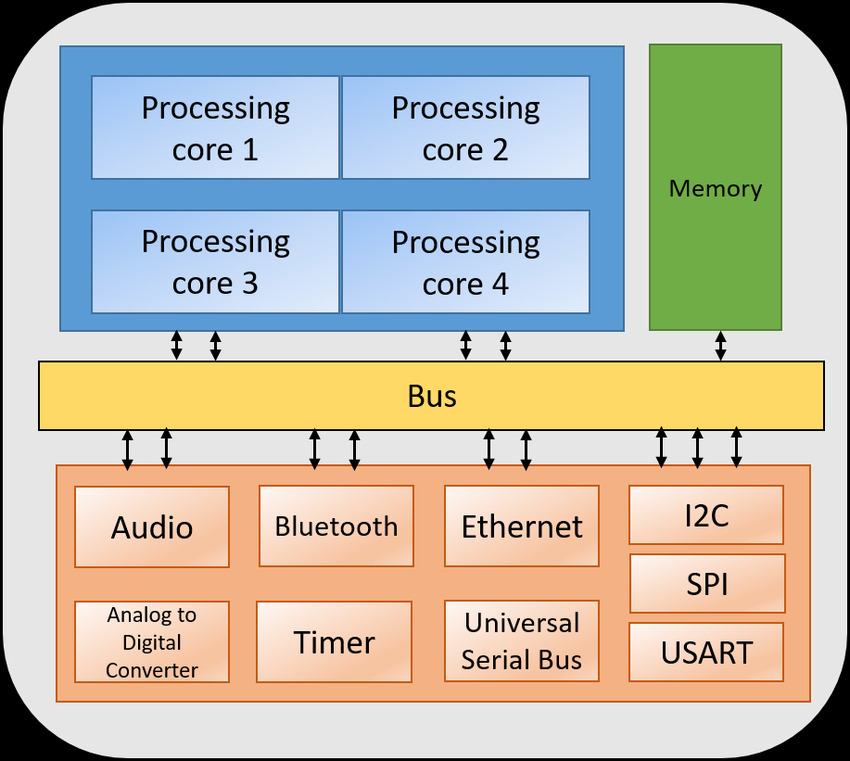 Processing
core 1
Processing
core 2
Memory
Processing
core 3
Processing
core 4
Bus
Audio
Bluetooth
Ethernet
I2C
SPI
Analog to
Digital
Converter
Timer
Universal
Serial Bus
USART